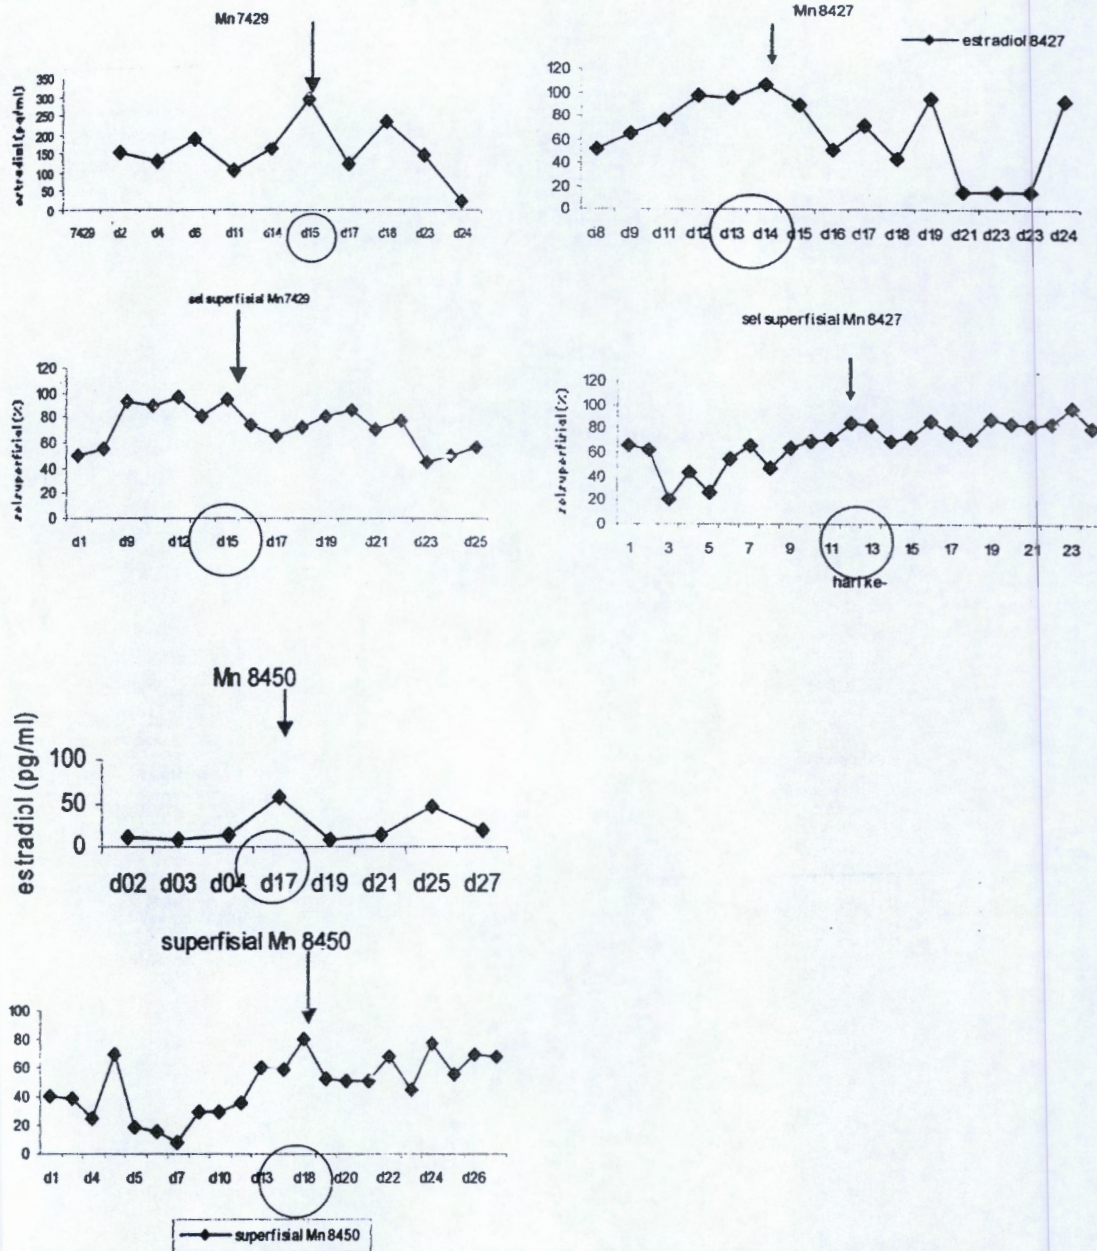 Mn 7429
estradiol (pg/ml)
350
300
250
200
150
100
50
0
7429 d2 d4 d6 d11 d14 d15 d17 d18 d23 d24
Mn 8427
estradiol 8427
120
100
80
60
40
20
0
d8 d9 d11 d12 d13 d14 d15 d16 d17 d18 d19 d21 d23 d23 d24
sel superfisial Mn7429
sel superfisial (%)
120
100
80
60
40
20
0
d1 d9 d12 d15 d17 d19 d21 d23 d25
sel superfisial Mn 8427
sel superfisial (%)
120
100
80
60
40
20
0
1 3 5 7 9 11 13 15 17 19 21 23
hari ke-
Mn 8450
estradiol (pg/ml)
100
50
0
d02 d03 d04 d17 d19 d21 d25 d27
superfisial Mn 8450
100
80
60
40
20
0
d1 d4 d5 d7 d10 d13 d18 d20 d22 d24 d26
superfisial Mn 8450